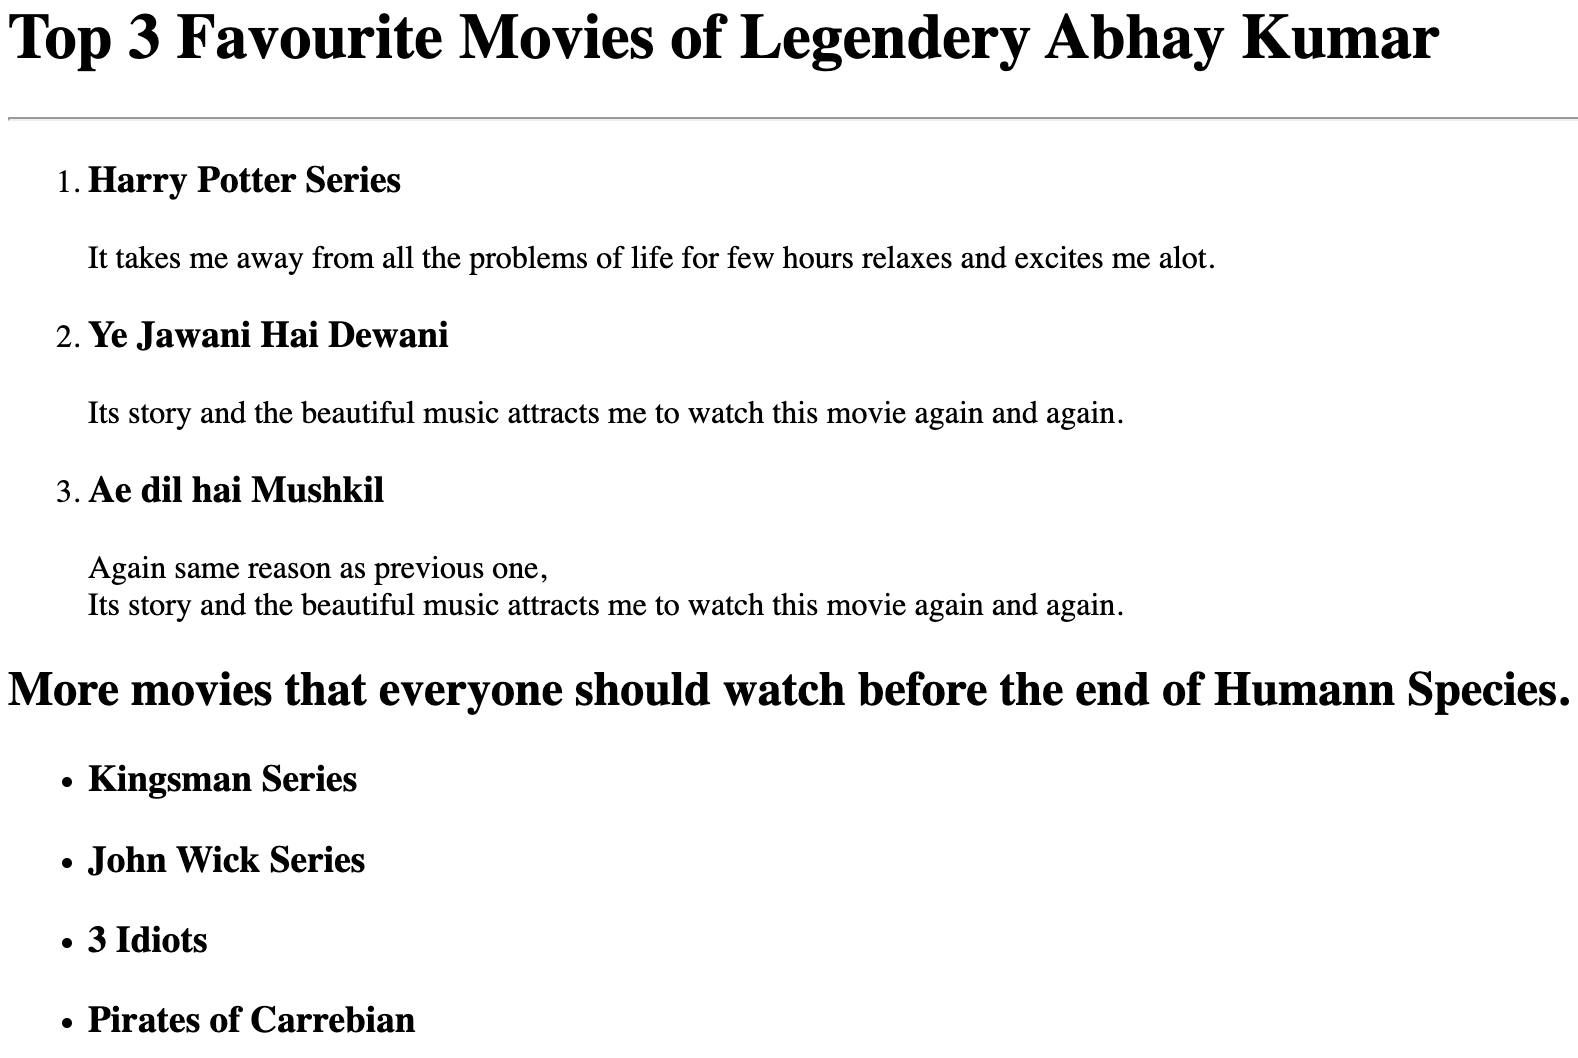 Top 3 Favourite Movies of Legendery Abhay Kumar
1. Harry Potter Series
It takes me away from all the problems of life for few hours relaxes and excites me alot.
2. Ye Jawani Hai Dewani
Its story and the beautiful music attracts me to watch this movie again and again.
3. Ae dil hai Mushkil
Again same reason as previous one,
Its story and the beautiful music attracts me to watch this movie again and again.
More movies that everyone should watch before the end of Humann Species.
• Kingsman Series
• John Wick Series
• 3 Idiots
• Pirates of Carrebian